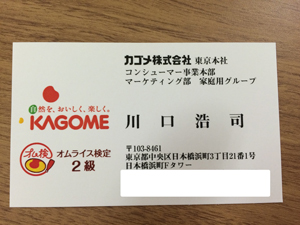 カゴメ株式会社 東京本社
コンシューマー事業本部
マーケティング部 家庭用グループ
自然を、おいしく、楽しく。
KAGOME
川口浩司
オム検
オムライス検定
2級
〒103-8461
東京都中央区日本橋浜町3丁目21番1号
日本橋浜町Fタワー